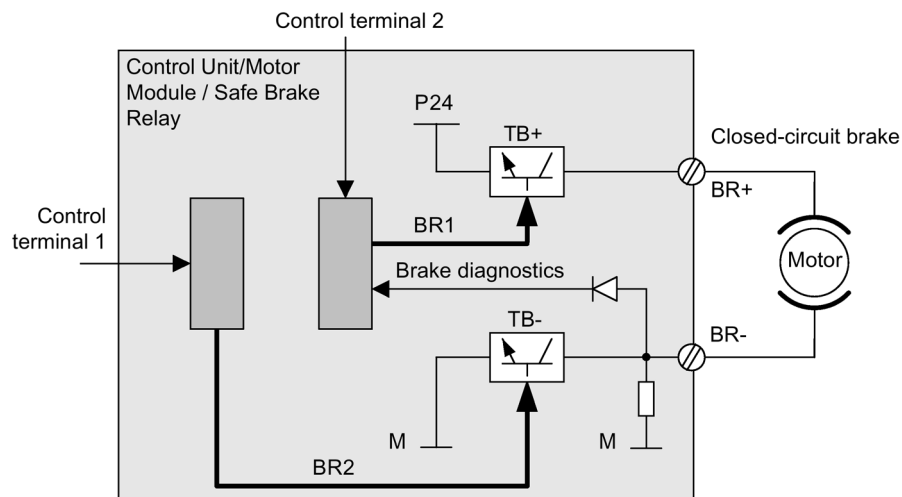 Control terminal 2
Control Unit/Motor
Module / Safe Brake
Relay
P24
TB+
Closed-circuit brake
BR+
Control
terminal 1
BR1
Brake diagnostics
Motor
TB-
BR-
M
M
BR2